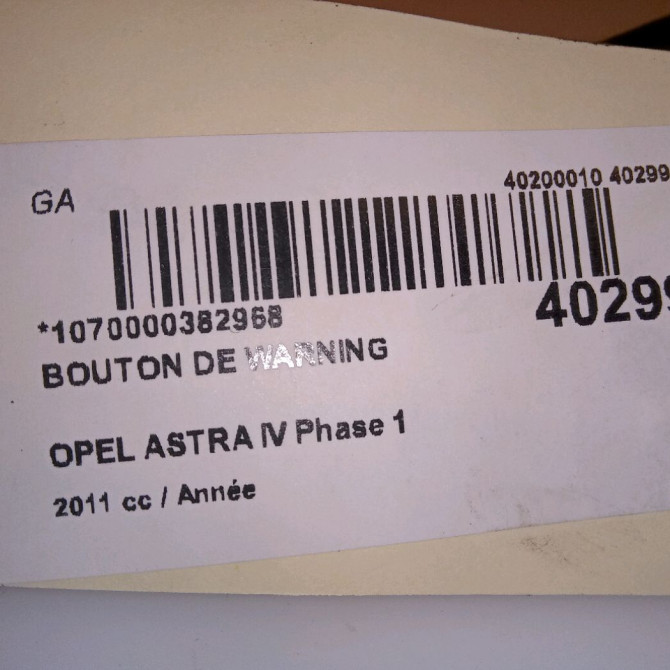 GA
40200010 40299
*1070000382968
40299
BOUTON DE WARNING
OPEL ASTRA IV Phase 1
2011 cc / Année